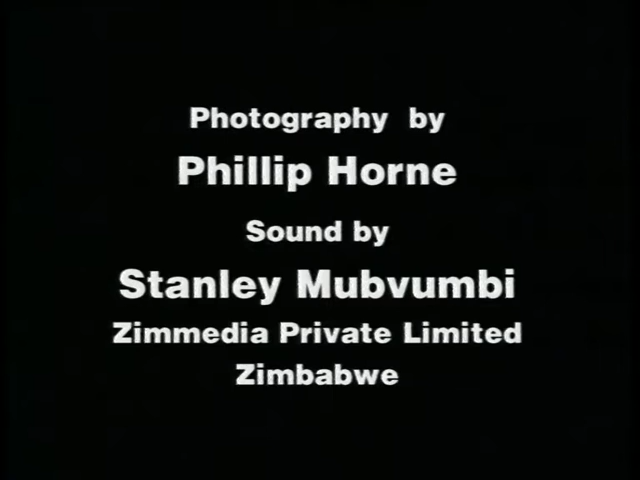 Photography by
Phillip Horne
Sound by
Stanley Mubvumbi
Zimmedia Private Limited
Zimbabwe